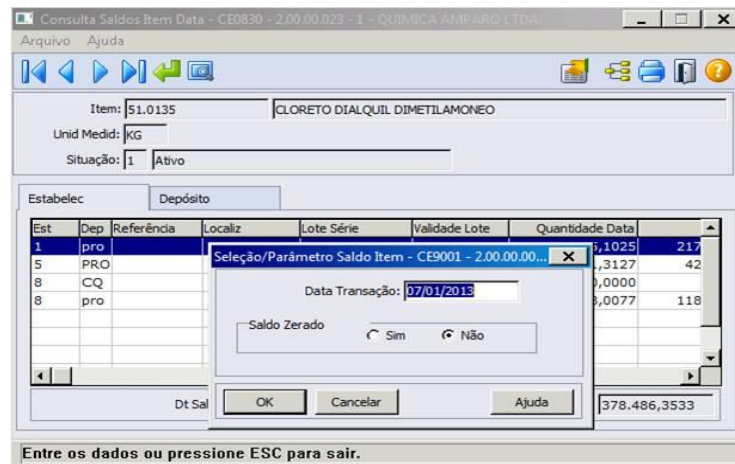 Consulta Saldos Item Data - CE0830 - 2.00.00.023 - 1 - QUIMICA AMPARO LTDA.
Arquivo Ajuda
Item: 51.0135 CLORETO DIALQUIL DIMETILAMONEO
Unid Medid: KG
Situação: 1 Ativo
Estabelec Depósito
Est Dep Referência Localiz Lote Série Validade Lote Quantidade Data
1 pro 5,1025 217
Seleção/Parâmetro Saldo Item - CE9001 - 2.00.00.00...
5 PRO ,3127 42
8 CQ 0,0000
8 pro 3,0077 118
Data Transação: 07/01/2013
Saldo Zerado
Sim Não
OK Cancelar Ajuda
Dt Sal 378.486,3533
Entre os dados ou pressione ESC para sair.